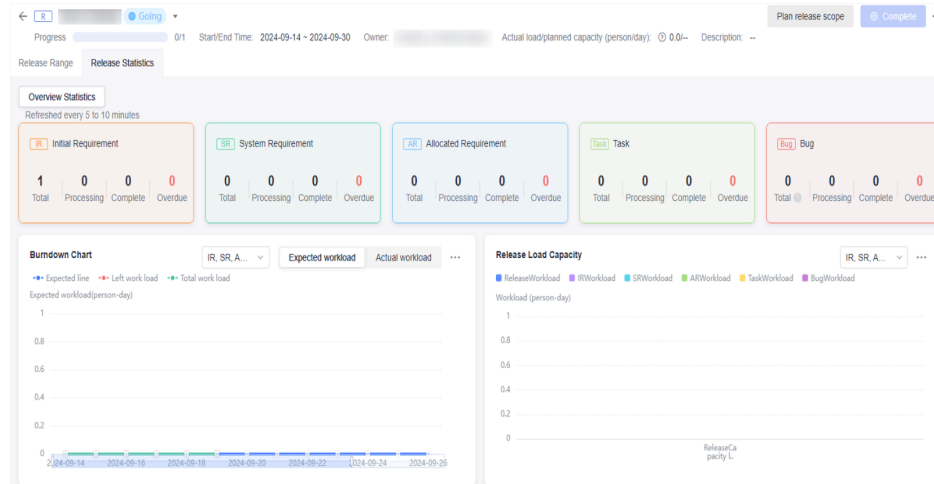 R Going
Plan release scope Complete
Progress 0/1 Start/End Time: 2024-09-14 ~ 2024-09-30 Owner: Actual load/planned capacity (person/day): 0.0/-- Description: --
Release Range Release Statistics
Overview Statistics
Refreshed every 5 to 10 minutes
IR Initial Requirement
1 0 0 0
Total Processing Complete Overdue
SR System Requirement
0 0 0 0
Total Processing Complete Overdue
AR Allocated Requirement
0 0 0 0
Total Processing Complete Overdue
Task Task
0 0 0 0
Total Processing Complete Overdue
Bug Bug
0 0 0 0
Total Processing Complete Overdue
Burndown Chart IR, SR, A... Expected workload Actual workload ...
Expected line Left work load Total work load
Expected workload(person-day)
1
0.8
0.6
0.4
0.2
0
2024-09-14 2024-09-16 2024-09-18 2024-09-20 2024-09-22 2024-09-24 2024-09-26
Release Load Capacity IR, SR, A... ...
ReleaseWorkload IRWorkload SRWorkload ARWorkload TaskWorkload BugWorkload
Workload (person-day)
1
0.8
0.6
0.4
0.2
0
ReleaseCa
pacity L.